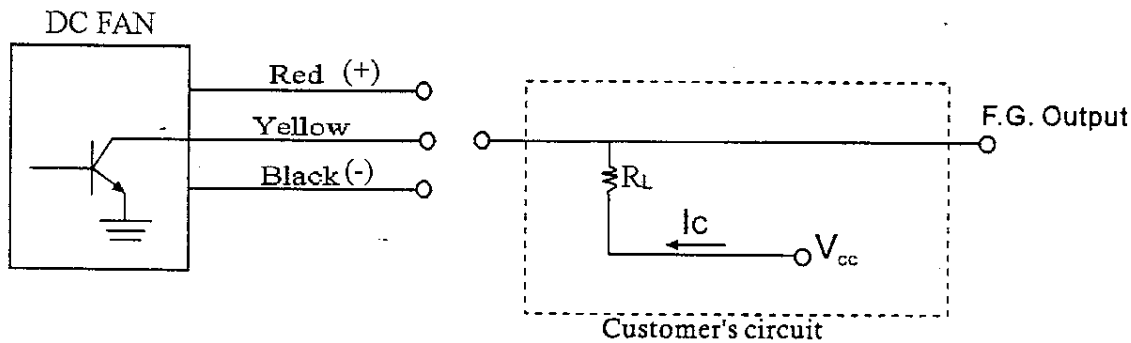 DC FAN
Red (+)
Yellow
Black (-)
F.G. Output
RL
Ic
Vcc
Customer's circuit